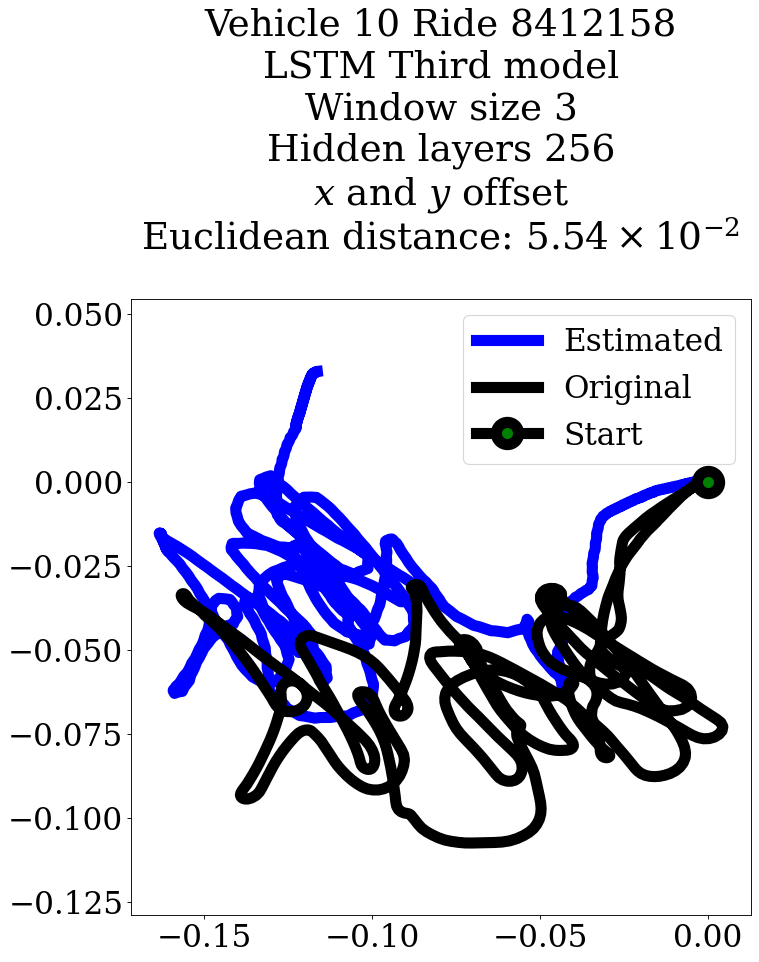 Vehicle 10 Ride 8412158
LSTM Third model
Window size 3
Hidden layers 256
x and y offset
Euclidean distance: 5.54 × 10⁻²
0.050
0.025
0.000
−0.025
−0.050
−0.075
−0.100
−0.125
Estimated
Original
Start
−0.15 −0.10 −0.05 0.00